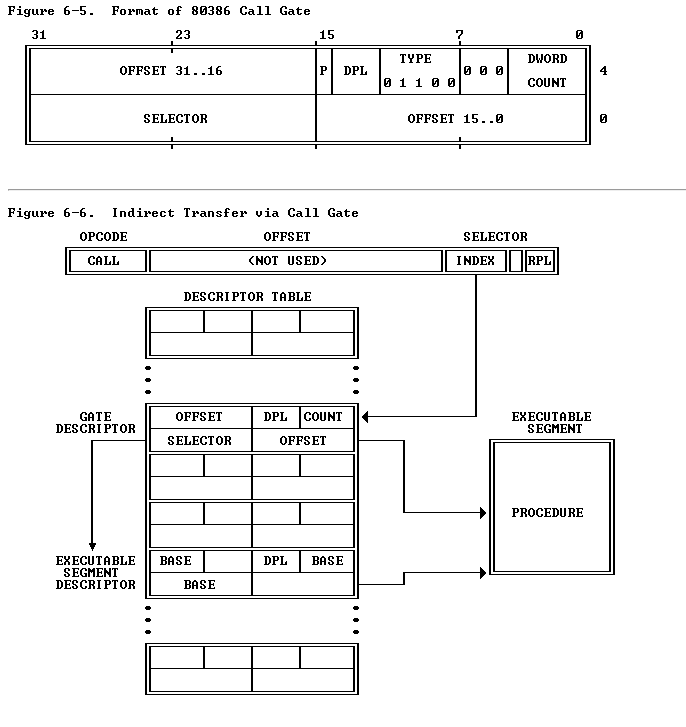 Figure 6-5.  Format of 80386 Call Gate
31 23 15 7 0
OFFSET 31..16 P DPL TYPE 0 1 1 0 0 0 0 0 DWORD COUNT 4
SELECTOR OFFSET 15..0 0
Figure 6-6.  Indirect Transfer via Call Gate
OPCODE OFFSET SELECTOR
CALL (NOT USED) INDEX RPL
DESCRIPTOR TABLE
GATE DESCRIPTOR
OFFSET DPL COUNT
SELECTOR OFFSET
EXECUTABLE SEGMENT
PROCEDURE
EXECUTABLE SEGMENT DESCRIPTOR
BASE DPL BASE
BASE